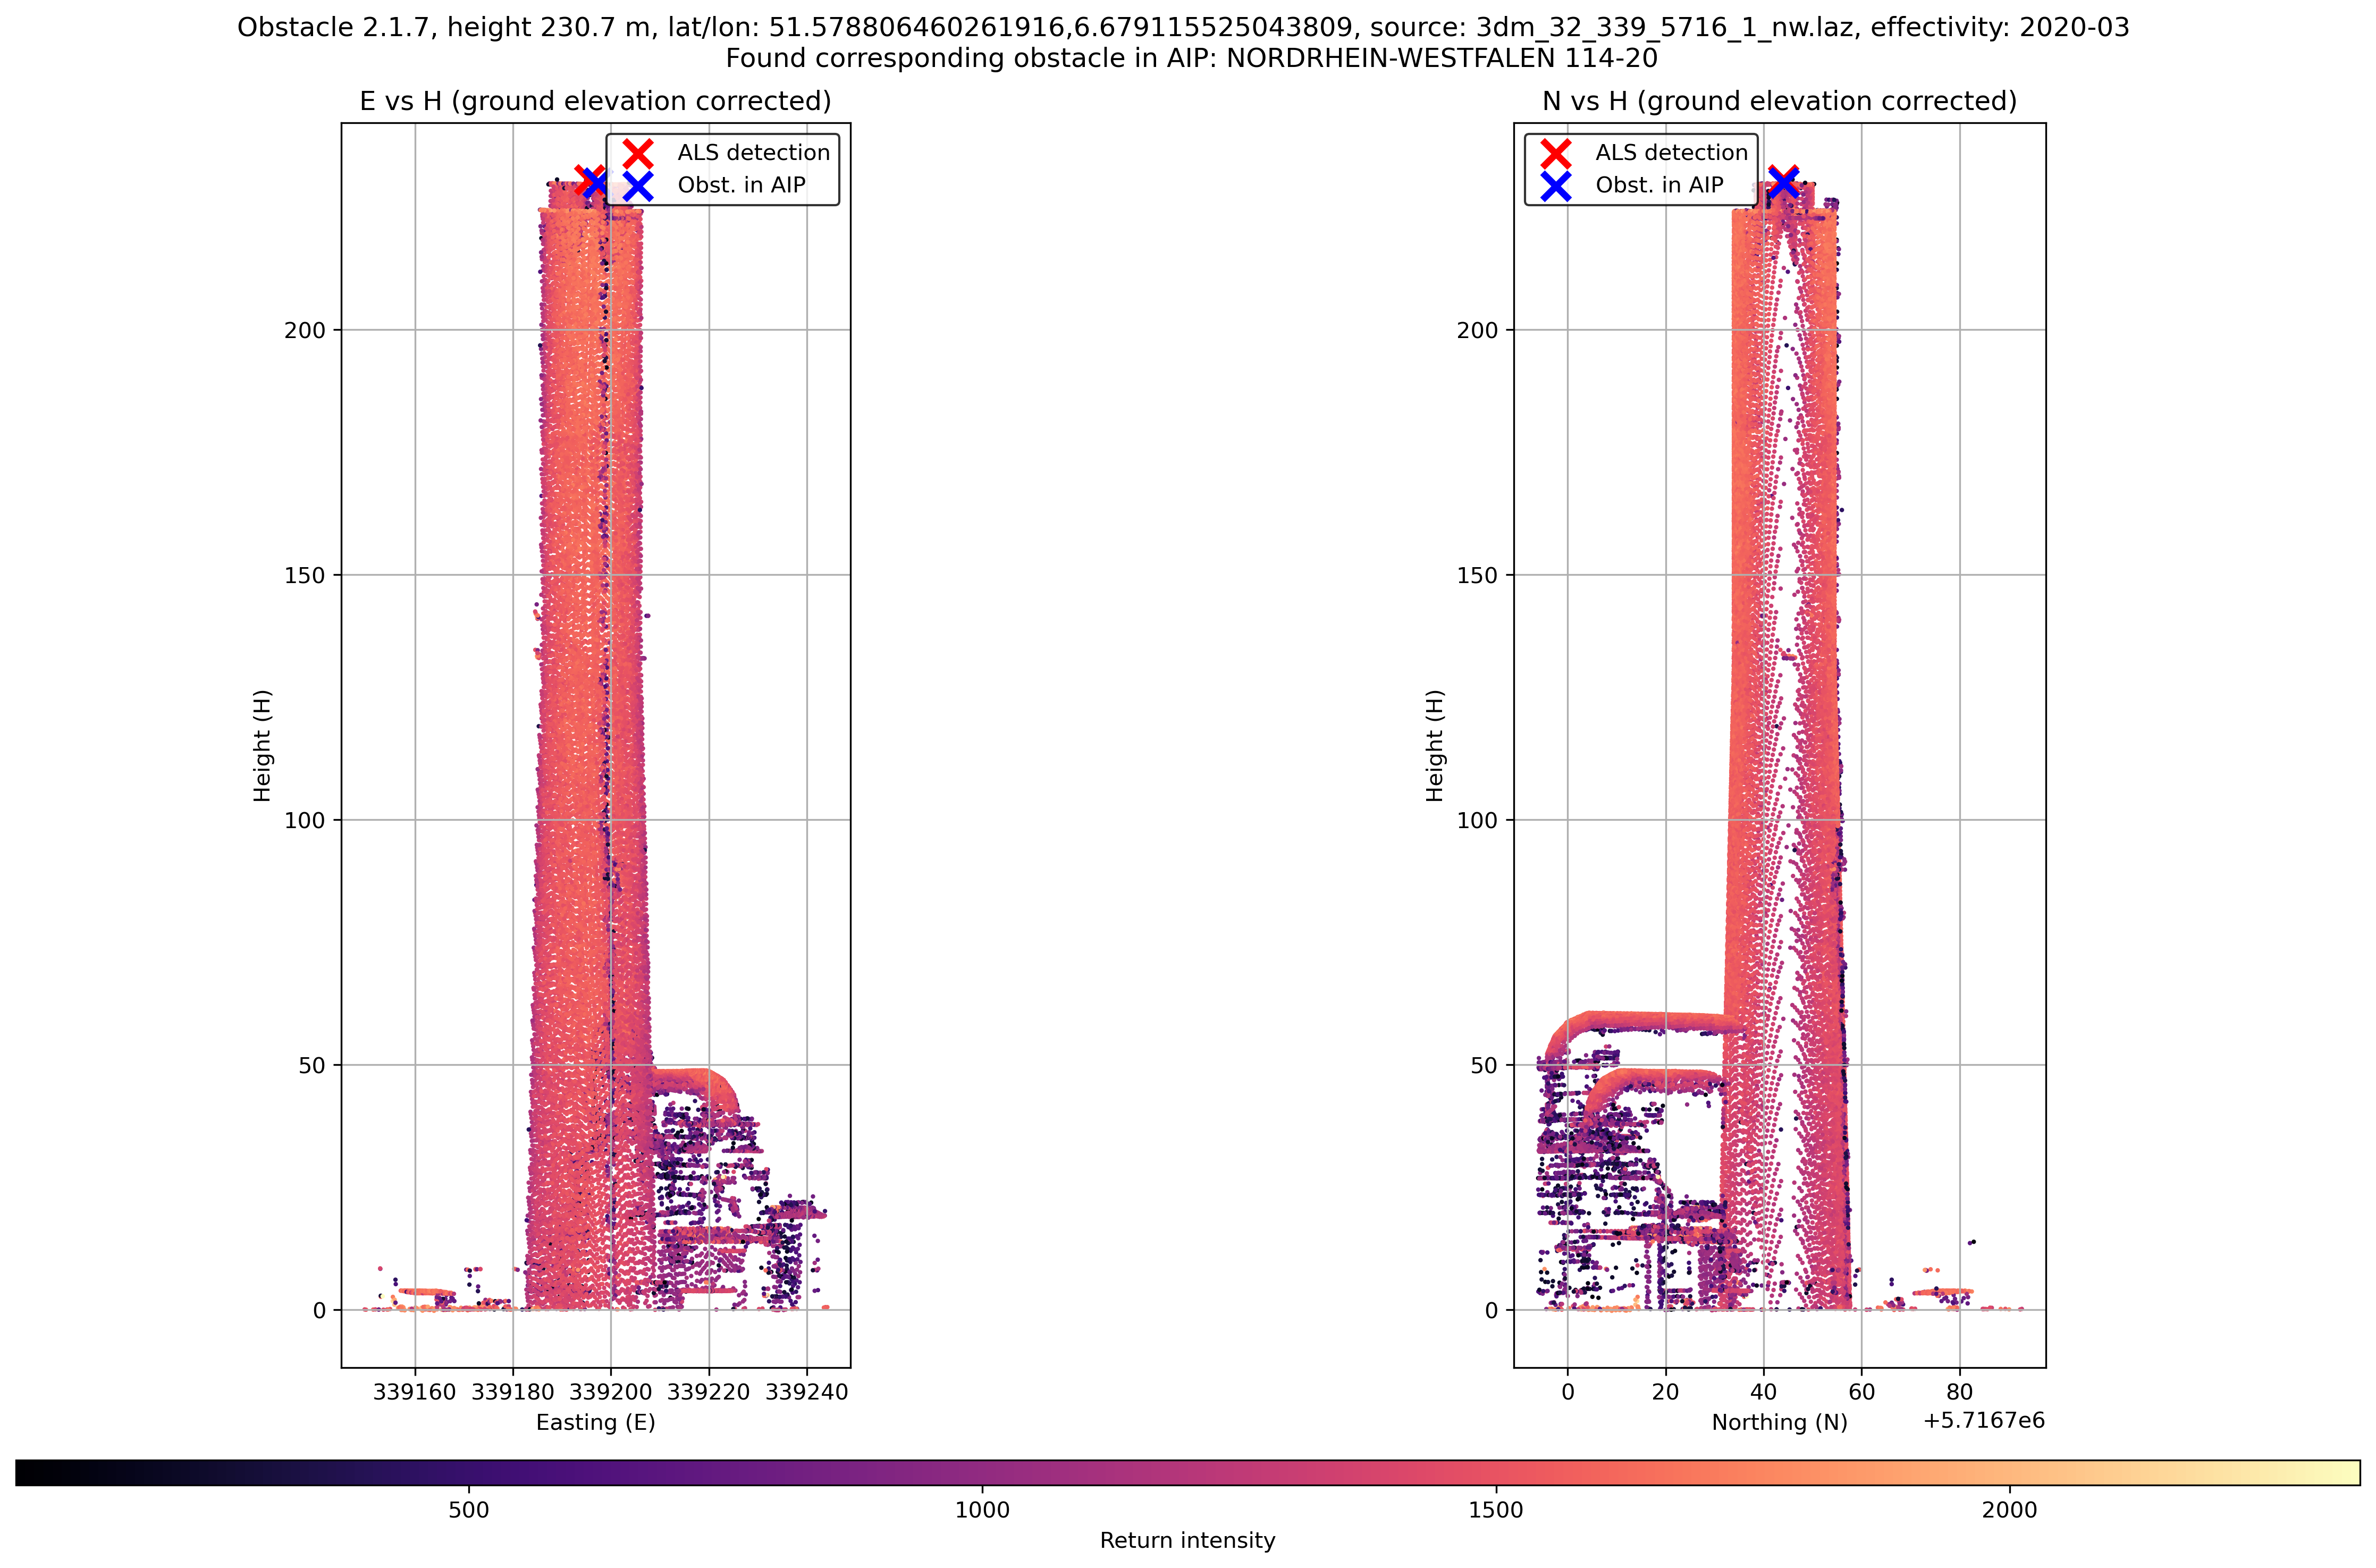 Obstacle 2.1.7, height 230.7 m, lat/lon: 51.578806460261916,6.679115525043809, source: 3dm_32_339_5716_1_nw.laz, effectivity: 2020-03
Found corresponding obstacle in AIP: NORDRHEIN-WESTFALEN 114-20
E vs H (ground elevation corrected)
ALS detection
Obst. in AIP
200
150
100
50
0
Height (H)
339160 339180 339200 339220 339240
Easting (E)
N vs H (ground elevation corrected)
ALS detection
Obst. in AIP
200
150
100
50
0
Height (H)
0 20 40 60 80
Northing (N)
+5.7167e6
500 1000 1500 2000
Return intensity